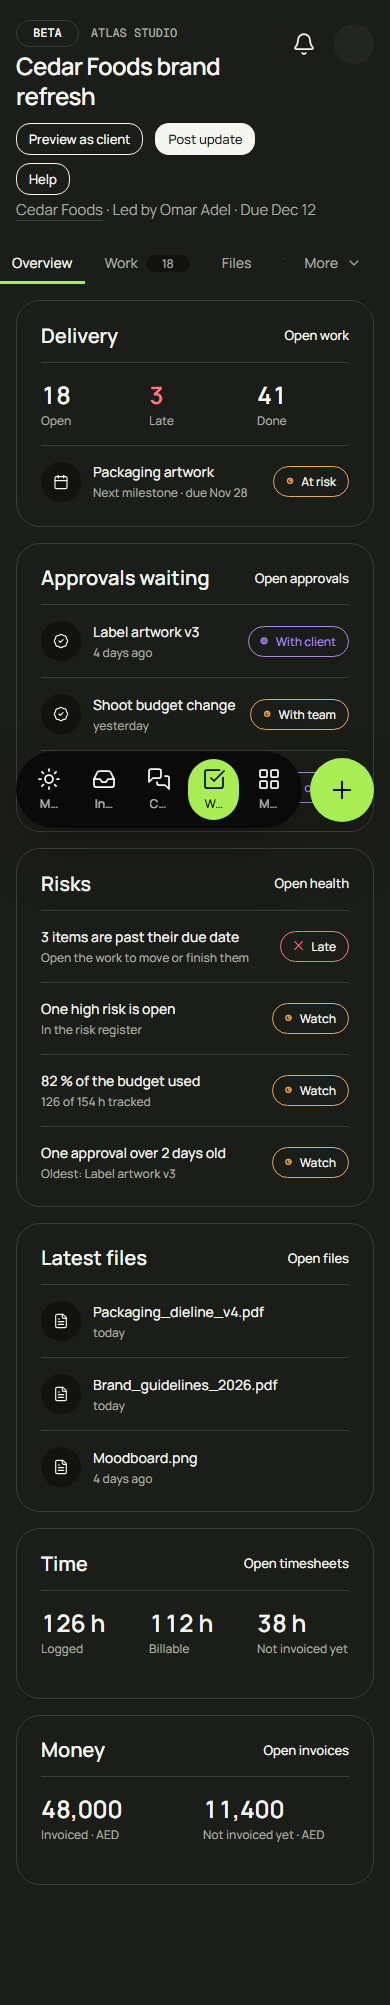 BETA ATLAS STUDIO
Cedar Foods brand
refresh
Preview as client Post update
Help
Cedar Foods · Led by Omar Adel · Due Dec 12
Overview Work 18 Files More
Delivery Open work
18 3 41
Open Late Done
Packaging artwork
Next milestone · due Nov 28
At risk
Approvals waiting Open approvals
Label artwork v3
4 days ago
With client
Shoot budget change
yesterday
With team
M... In... C... W... M...
Risks Open health
3 items are past their due date
Open the work to move or finish them
Late
One high risk is open
In the risk register
Watch
82 % of the budget used
126 of 154 h tracked
Watch
One approval over 2 days old
Oldest: Label artwork v3
Watch
Latest files Open files
Packaging_dieline_v4.pdf
today
Brand_guidelines_2026.pdf
today
Moodboard.png
4 days ago
Time Open timesheets
126 h 112 h 38 h
Logged Billable Not invoiced yet
Money Open invoices
48,000 11,400
Invoiced · AED Not invoiced yet · AED